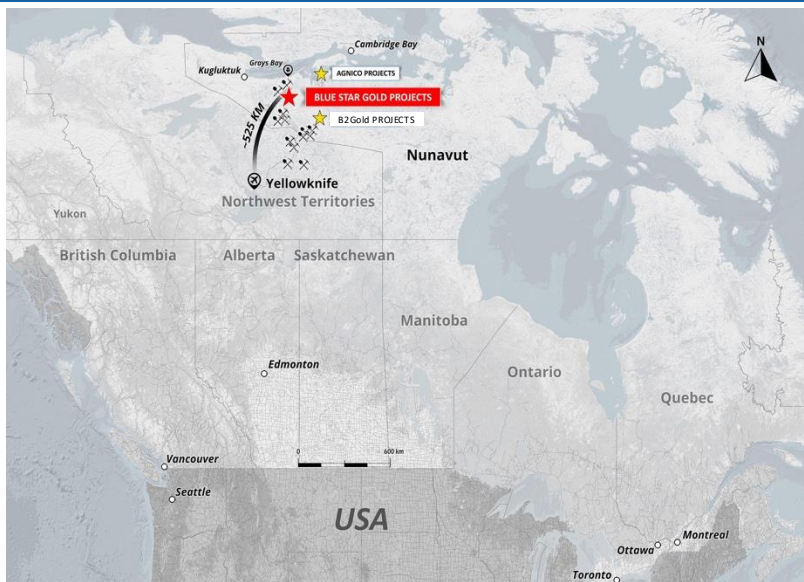 Cambridge Bay
N
Grays Bay
Kugluktuk
AGNICO PROJECTS
BLUE STAR GOLD PROJECTS
~525 KM
B2Gold PROJECTS
Nunavut
Yellowknife
Northwest Territories
Yukon
British Columbia
Alberta
Saskatchewan
Manitoba
Ontario
Quebec
Edmonton
0
600 km
Vancouver
Seattle
USA
Ottawa
Montreal
Toronto